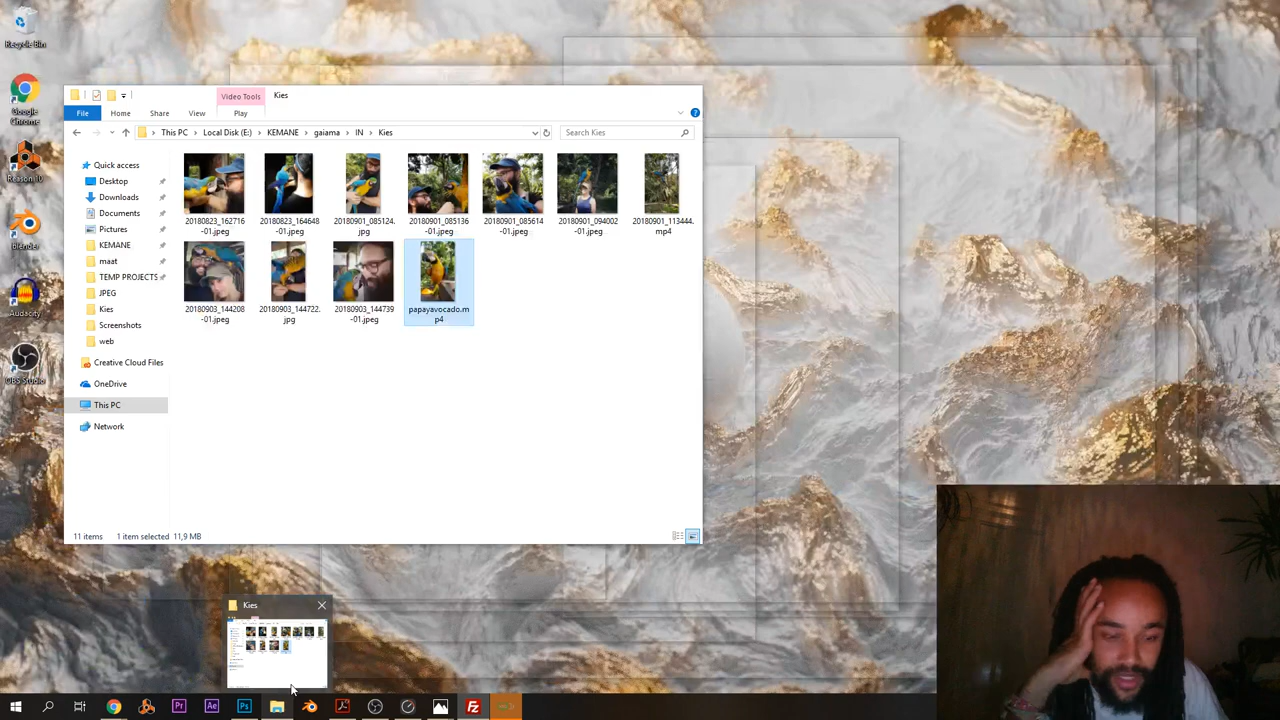 Recycle Bin
Google
Chrome
Reason 10
Blender
Audacity
OBS Studio
Video Tools
Kies
File
Home
Share
View
Play
This PC
Local Disk (E:)
KEMANE
gaiama
IN
Kies
Search Kies
Quick access
Desktop
Downloads
Documents
Pictures
KEMANE
maat
TEMP PROJECTS
JPEG
Kies
Screenshots
web
Creative Cloud Files
OneDrive
This PC
Network
20180823_162716
-01.jpeg
20180823_164648
-01.jpeg
20180901_085124.
jpg
20180901_085136
-01.jpeg
20180901_085614
-01.jpeg
20180901_094002
-01.jpeg
20180901_113444.
mp4
20180903_144208
-01.jpeg
20180903_144722.
jpg
20180903_144739
-01.jpeg
papayavocado.m
p4
11 items
1 item selected
11,9 MB
Kies
Pr
Ae
Ps
Fz